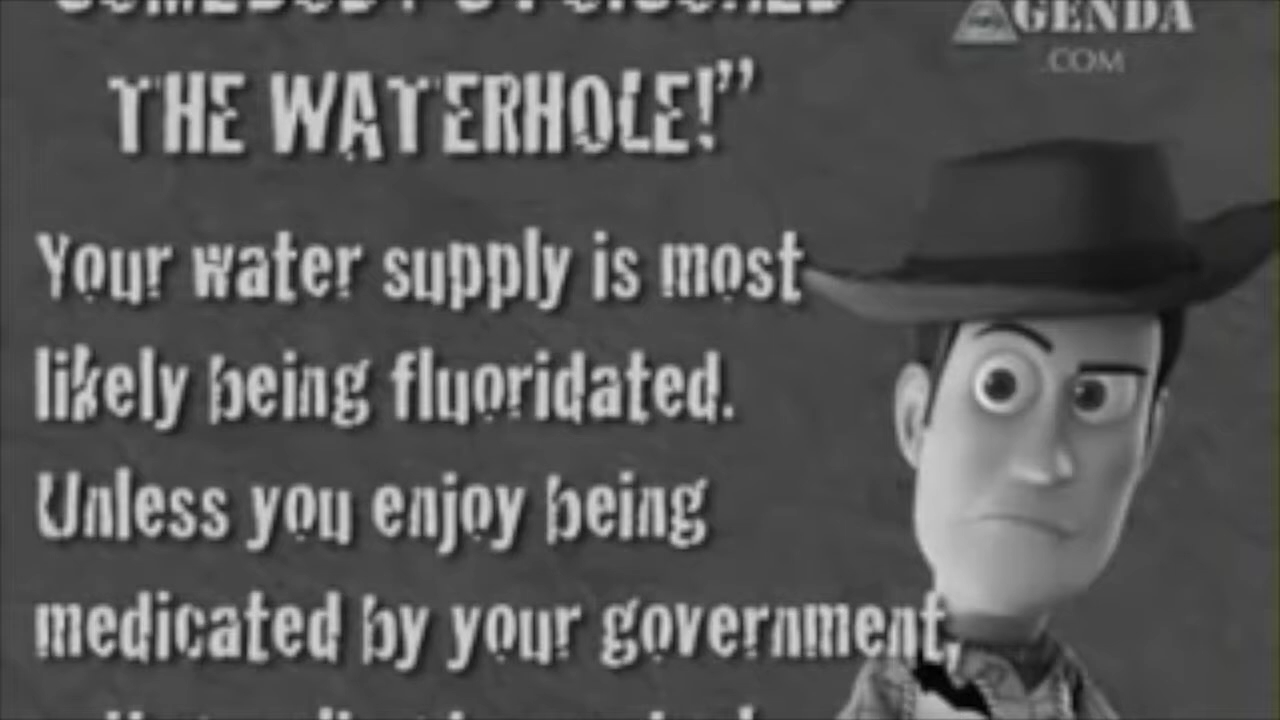 GENDA
.COM
THE WATERHOLE!”
Your water supply is most
likely being fluoridated.
Unless you enjoy being
medicated by your government,